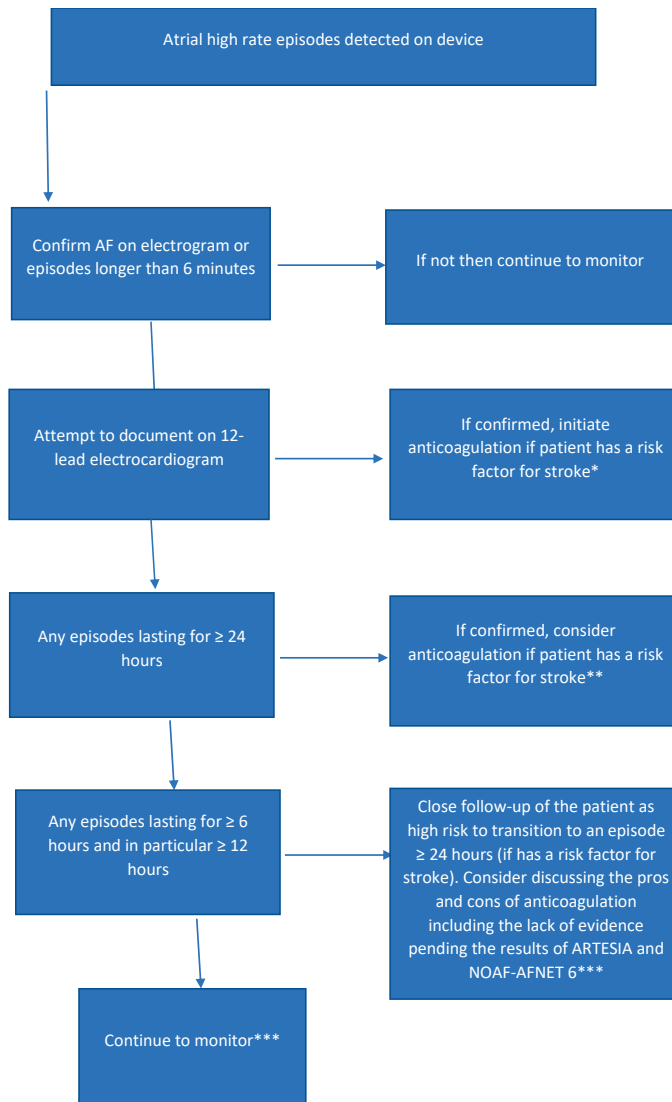 Atrial high rate episodes detected on device
Confirm AF on electrogram or
episodes longer than 6 minutes
If not then continue to monitor
Attempt to document on 12-
lead electrocardiogram
If confirmed, initiate
anticoagulation if patient has a risk
factor for stroke*
Any episodes lasting for ≥ 24
hours
If confirmed, consider
anticoagulation if patient has a risk
factor for stroke**
Any episodes lasting for ≥ 6
hours and in particular ≥ 12
hours
Close follow-up of the patient as
high risk to transition to an episode
≥ 24 hours (if has a risk factor for
stroke). Consider discussing the pros
and cons of anticoagulation
including the lack of evidence
pending the results of ARTESIA and
NOAF-AFNET 6***
Continue to monitor***